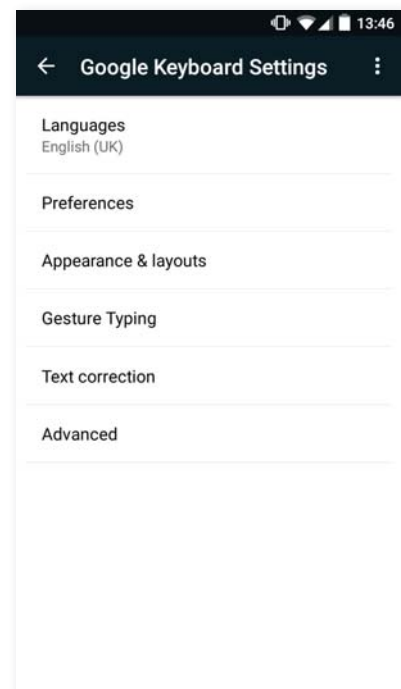 13:46
Google Keyboard Settings
Languages
English (UK)
Preferences
Appearance & layouts
Gesture Typing
Text correction
Advanced